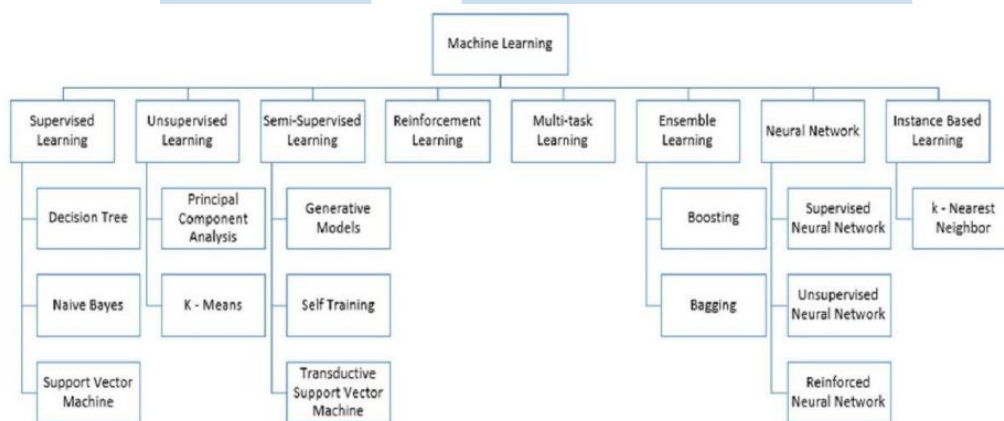 Machine Learning
Supervised
Learning
Unsupervised
Learning
Semi-Supervised
Learning
Reinforcement
Learning
Multi-task
Learning
Ensemble
Learning
Neural Network
Instance Based
Learning
Decision Tree
Naive Bayes
Support Vector
Machine
Principal
Component
Analysis
K - Means
Generative
Models
Self Training
Transductive
Support Vector
Machine
Boosting
Bagging
Supervised
Neural Network
Unsupervised
Neural Network
Reinforced
Neural Network
k - Nearest
Neighbor